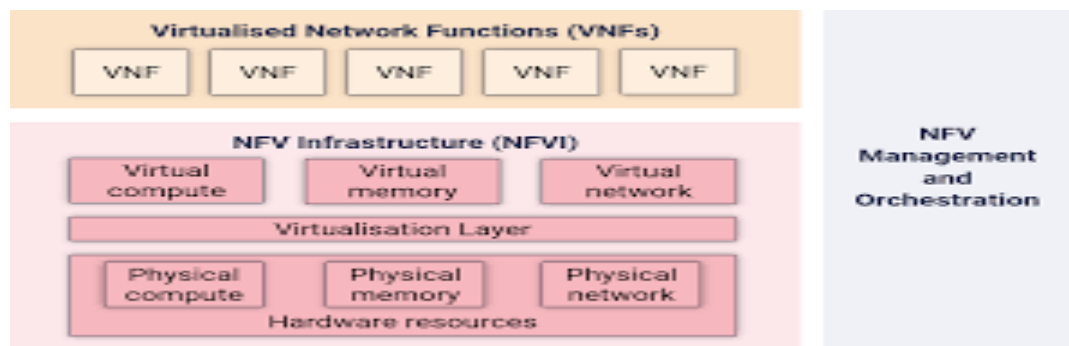 Virtualised Network Functions (VNFs)
VNF VNF VNF VNF VNF
NFV Infrastructure (NFVI)
Virtual compute
Virtual memory
Virtual network
Virtualisation Layer
Physical compute
Physical memory
Physical network
Hardware resources
NFV
Management
and
Orchestration